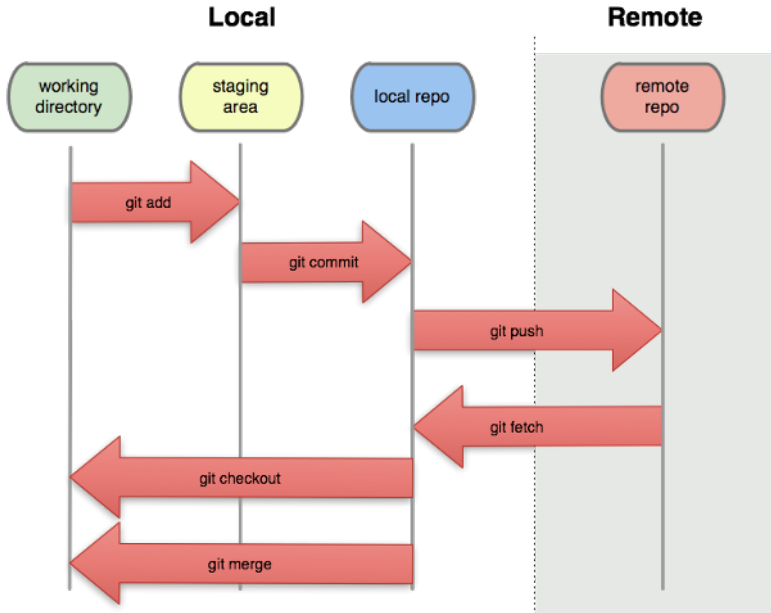 Local
Remote
working
directory
staging
area
local repo
remote
repo
git add
git commit
git push
git fetch
git checkout
git merge